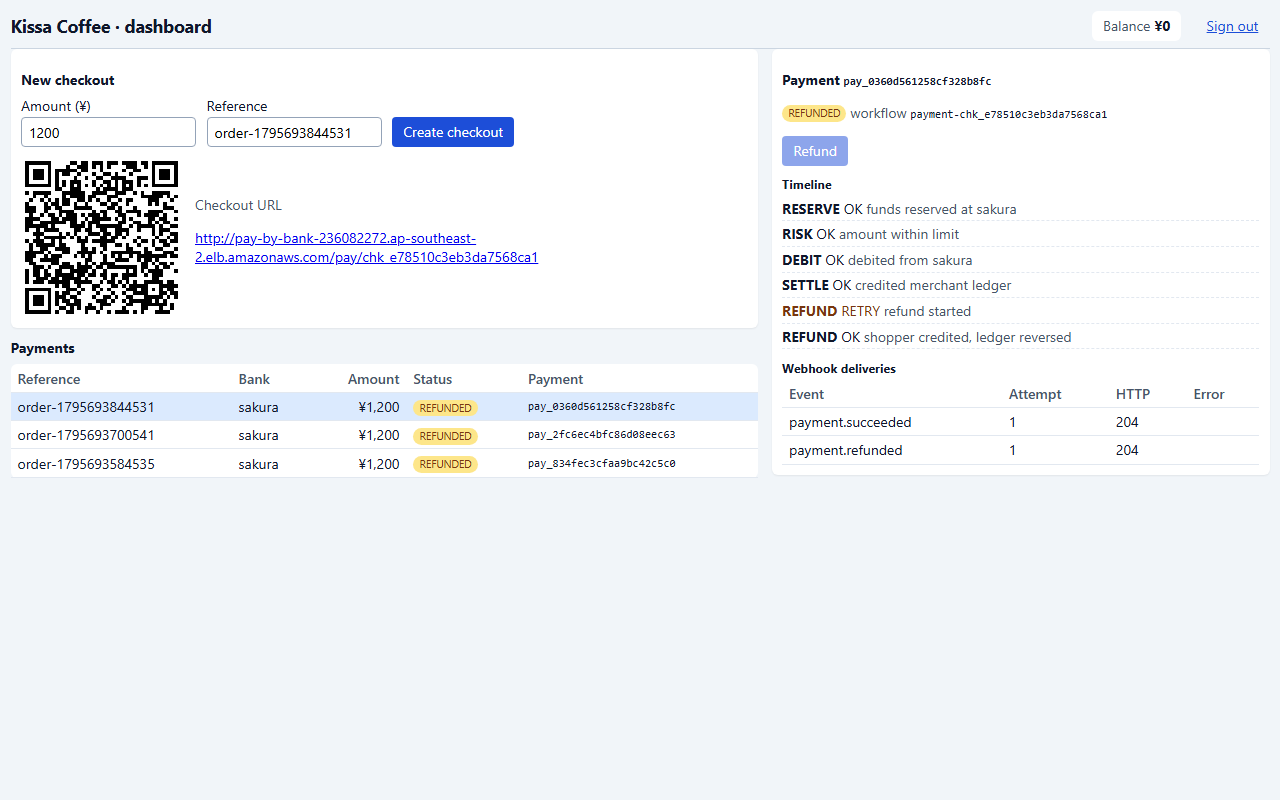 Kissa Coffee · dashboard
Balance ¥0
Sign out
New checkout
Amount (¥)
Reference
1200
order-1795693844531
Create checkout
Checkout URL
http://pay-by-bank-236082272.ap-southeast-
2.elb.amazonaws.com/pay/chk_e78510c3eb3da7568ca1
Payments
Reference Bank Amount Status Payment
order-1795693844531 sakura ¥1,200 REFUNDED pay_0360d561258cf328b8fc
order-1795693700541 sakura ¥1,200 REFUNDED pay_2fc6ec4bfc86d08eec63
order-1795693584535 sakura ¥1,200 REFUNDED pay_834fec3cfaa9bc42c5c0
Payment pay_0360d561258cf328b8fc
REFUNDED workflow payment-chk_e78510c3eb3da7568ca1
Refund
Timeline
RESERVE OK funds reserved at sakura
RISK OK amount within limit
DEBIT OK debited from sakura
SETTLE OK credited merchant ledger
REFUND RETRY refund started
REFUND OK shopper credited, ledger reversed
Webhook deliveries
Event Attempt HTTP Error
payment.succeeded 1 204
payment.refunded 1 204